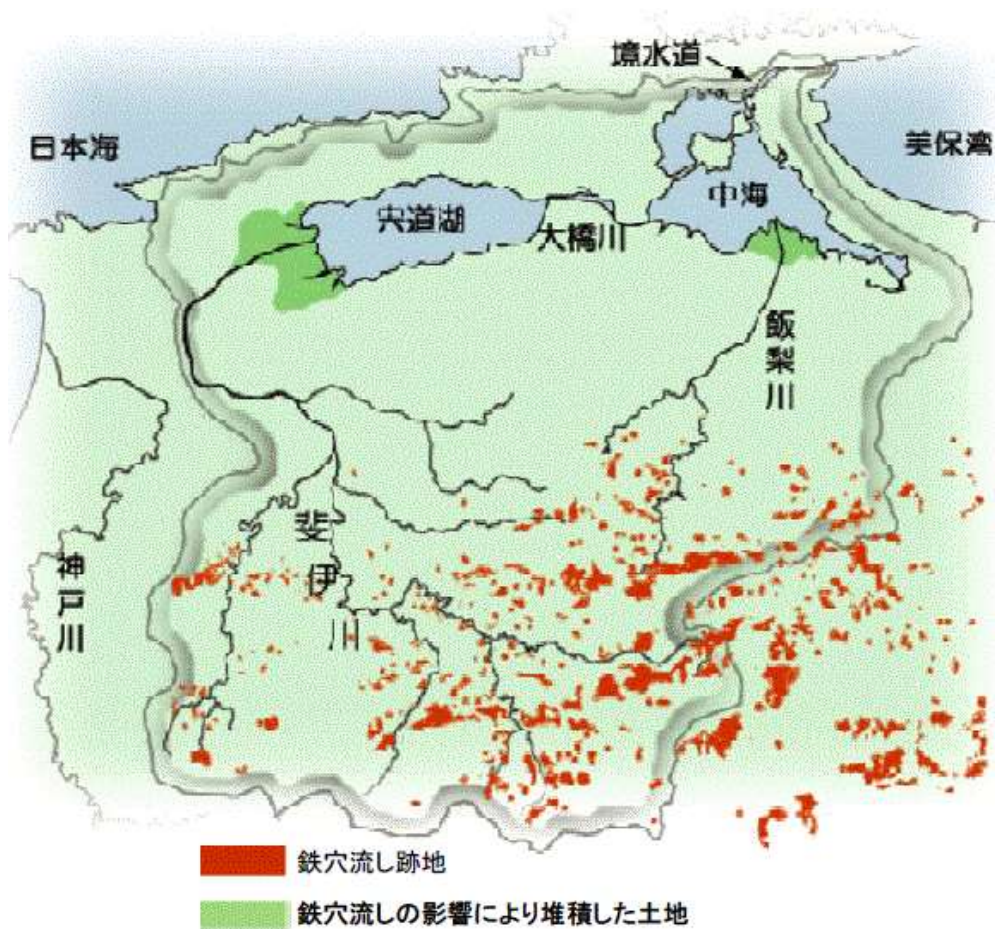 境水道
日本海
美保湾
中海
宍道湖
大橋川
飯梨川
斐伊川
神戸川
鉄穴流し跡地
鉄穴流しの影響により堆積した土地